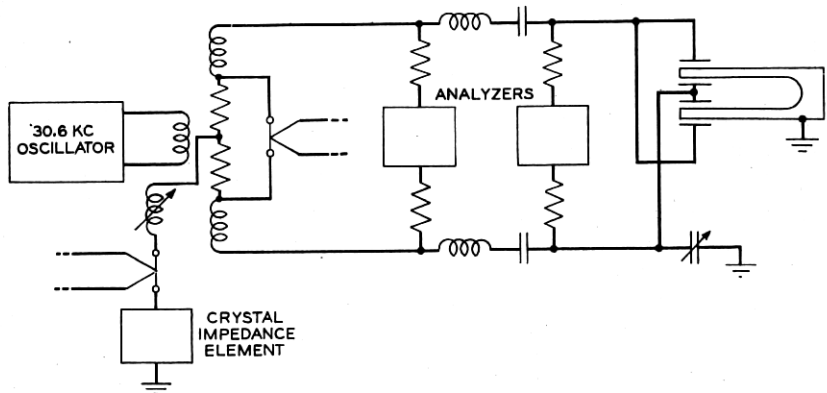 30.6 KC
OSCILLATOR
ANALYZERS
CRYSTAL
IMPEDANCE
ELEMENT